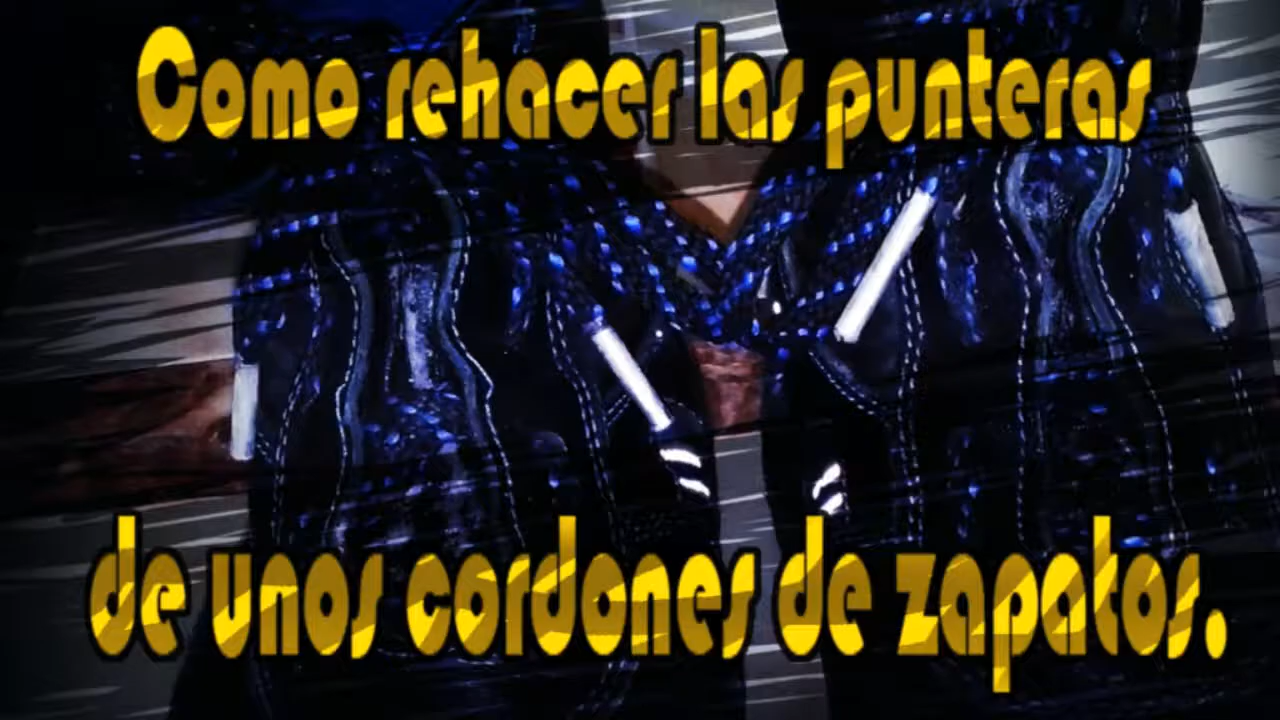 Como rehacer las punteras
de unos cordones de zapatos.